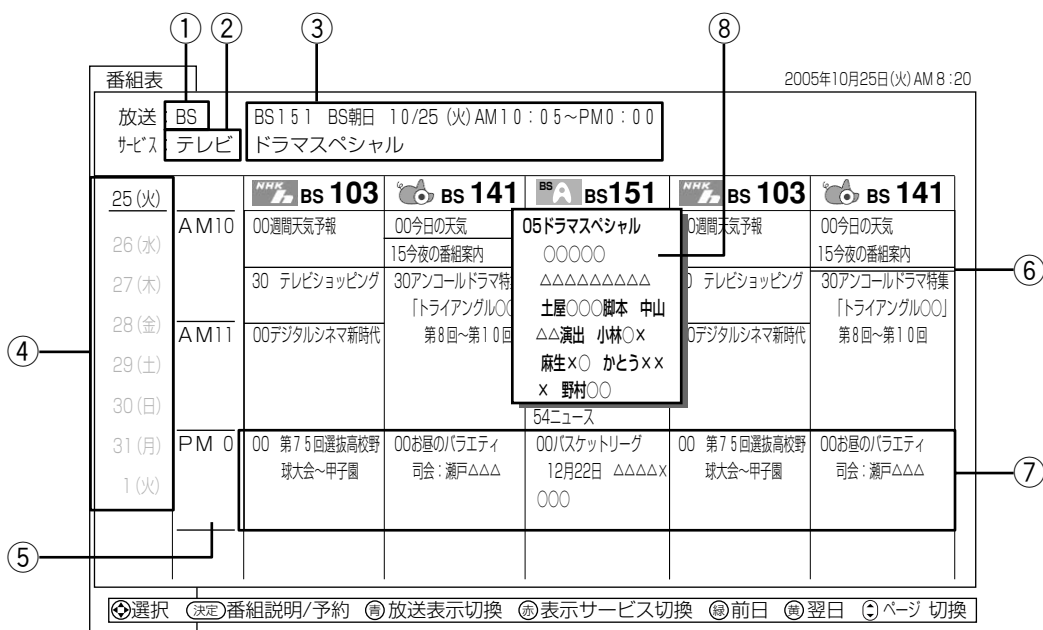 ① ② ③ ⑧
番組表 2005年10月25日(火)AM 8:20
放送:BS BS151 BS朝日 10/25 (火)AM10:05~PM0:00
サービス:テレビ ドラマスペシャル
25(火) NHK BS 103 BS 141 BS A BS151 NHK BS 103 BS 141
26(水)
27(木)
28(金)
29(土)
30(日)
31(月)
1(火)
AM10 00週間天気予報 00今日の天気 0週間天気予報 00今日の天気
15今夜の番組案内 15今夜の番組案内
30 テレビショッピング 30アンコールドラマ特 テレビショッピング 30アンコールドラマ特集
「トライアングル○ 「トライアングル○○」
AM11 00デジタルシネマ新時代 第8回~第10回 0デジタルシネマ新時代 第8回~第10回
05ドラマスペシャル
○○○○○
△△△△△△△△△
土屋○○○脚本 中山
△△演出 小林○×
麻生×○ かとう××
× 野村○○
54ニュース
PM 0 00 第75回選抜高校野 00お昼のバラエティ 00バスケットリーグ 00 第75回選抜高校野 00お昼のバラエティ
球大会~甲子園 司会:瀬戸△△△ 12月22日 △△△△× 球大会~甲子園 司会:瀬戸△△△
○○○
④
⑤
⑥
⑦
選択 決定 番組説明/予約 青 放送表示切換 赤 表示サービス切換 緑 前日 黄 翌日 ページ 切換